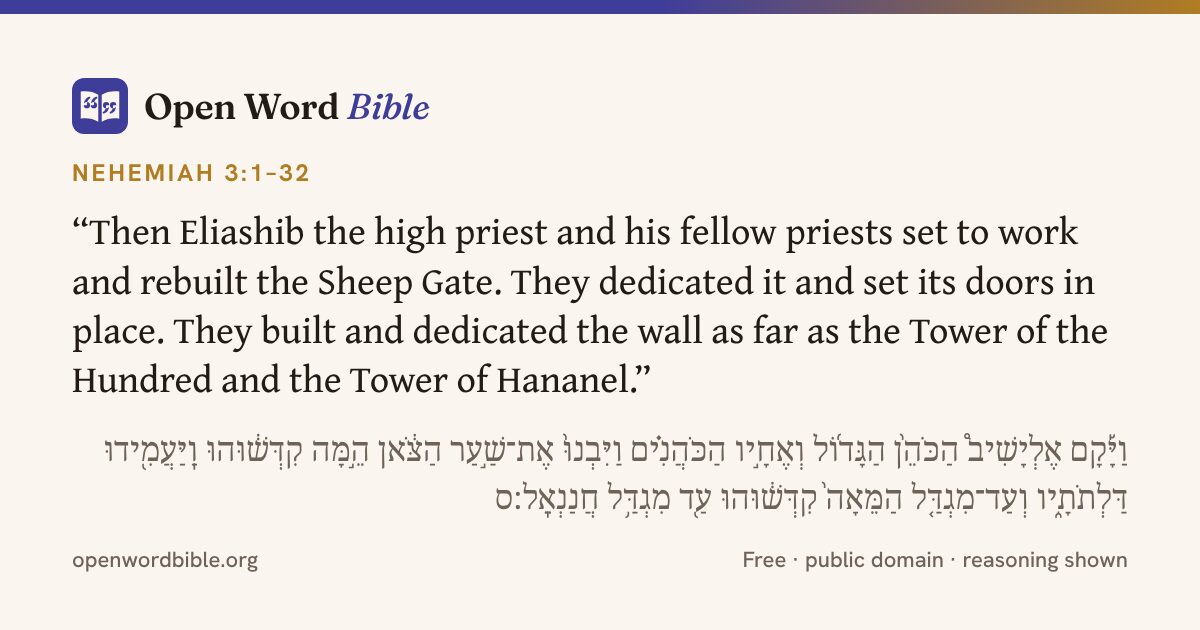 Open Word Bible
NEHEMIAH 3:1–32
“Then Eliashib the high priest and his fellow priests set to work
and rebuilt the Sheep Gate. They dedicated it and set its doors in
place. They built and dedicated the wall as far as the Tower of the
Hundred and the Tower of Hananel.”
וַיָּ֡קׇם אֶלְיָשִׁיב֩ הַכֹּהֵ֨ן הַגָּד֜וֹל וְאֶחָ֣יו הַכֹּהֲנִ֗ים וַיִּבְנוּ֙ אֶת־שַׁ֣עַר הַצֹּ֔אן הֵ֣מָּה קִדְּשׁ֔וּהוּ וַֽיַּעֲמִ֖ידוּ
דַּלְתֹתָ֑יו וְעַד־מִגְדַּ֤ל הַמֵּאָה֙ קִדְּשׁ֔וּהוּ עַ֖ד מִגְדַּ֥ל חֲנַנְאֵֽל׃ס
openwordbible.org
Free · public domain · reasoning shown